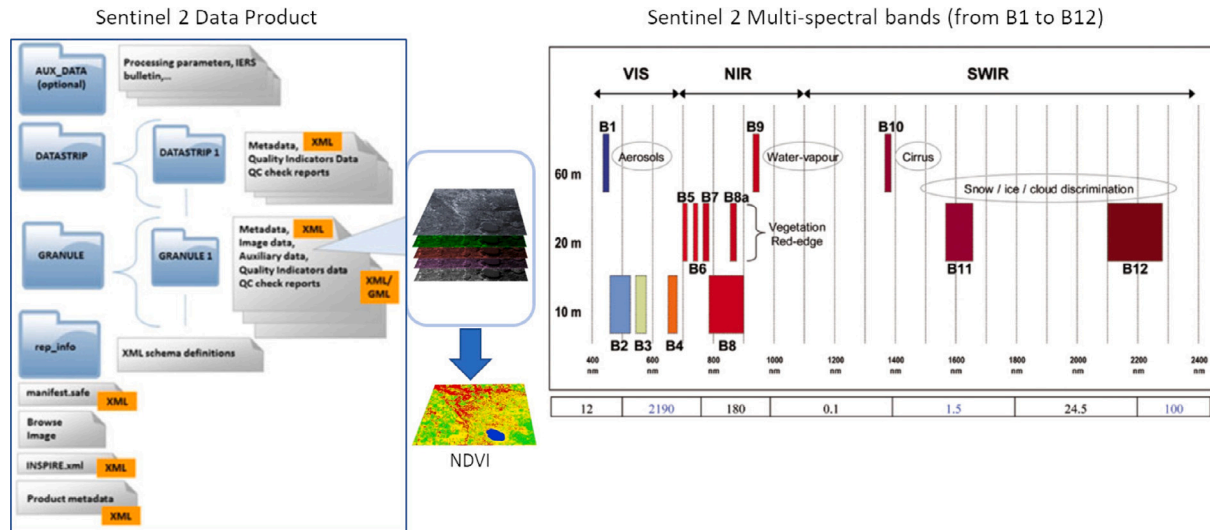 Sentinel 2 Data Product
AUX_DATA
(optional)
Processing parameters, IERS
bulletin,...
DATASTRIP
DATASTRIP 1
Metadata, XML
Quality Indicators Data
QC check reports
GRANULE
GRANULE 1
Metadata, XML
Image data,
Auxiliary data,
Quality Indicators data
QC check reports
XML/
GML
rep_info
XML schema definitions
manifest.safe
XML
Browse
Image
INSPIRE.xml XML
Product metadata
XML
NDVI
Sentinel 2 Multi-spectral bands (from B1 to B12)
VIS NIR SWIR
B1 B9 B10
Aerosols Water-vapour Cirrus
60 m
Snow / ice / cloud discrimination
B5 B7 B8a
20 m
Vegetation
Red-edge
B6 B11 B12
10 m
B2 B3 B4 B8
400 600 800 1000 1200 1400 1600 1800 2000 2200 2400
nm nm nm nm nm nm nm nm nm nm nm
12 2190 180 0.1 1.5 24.5 100